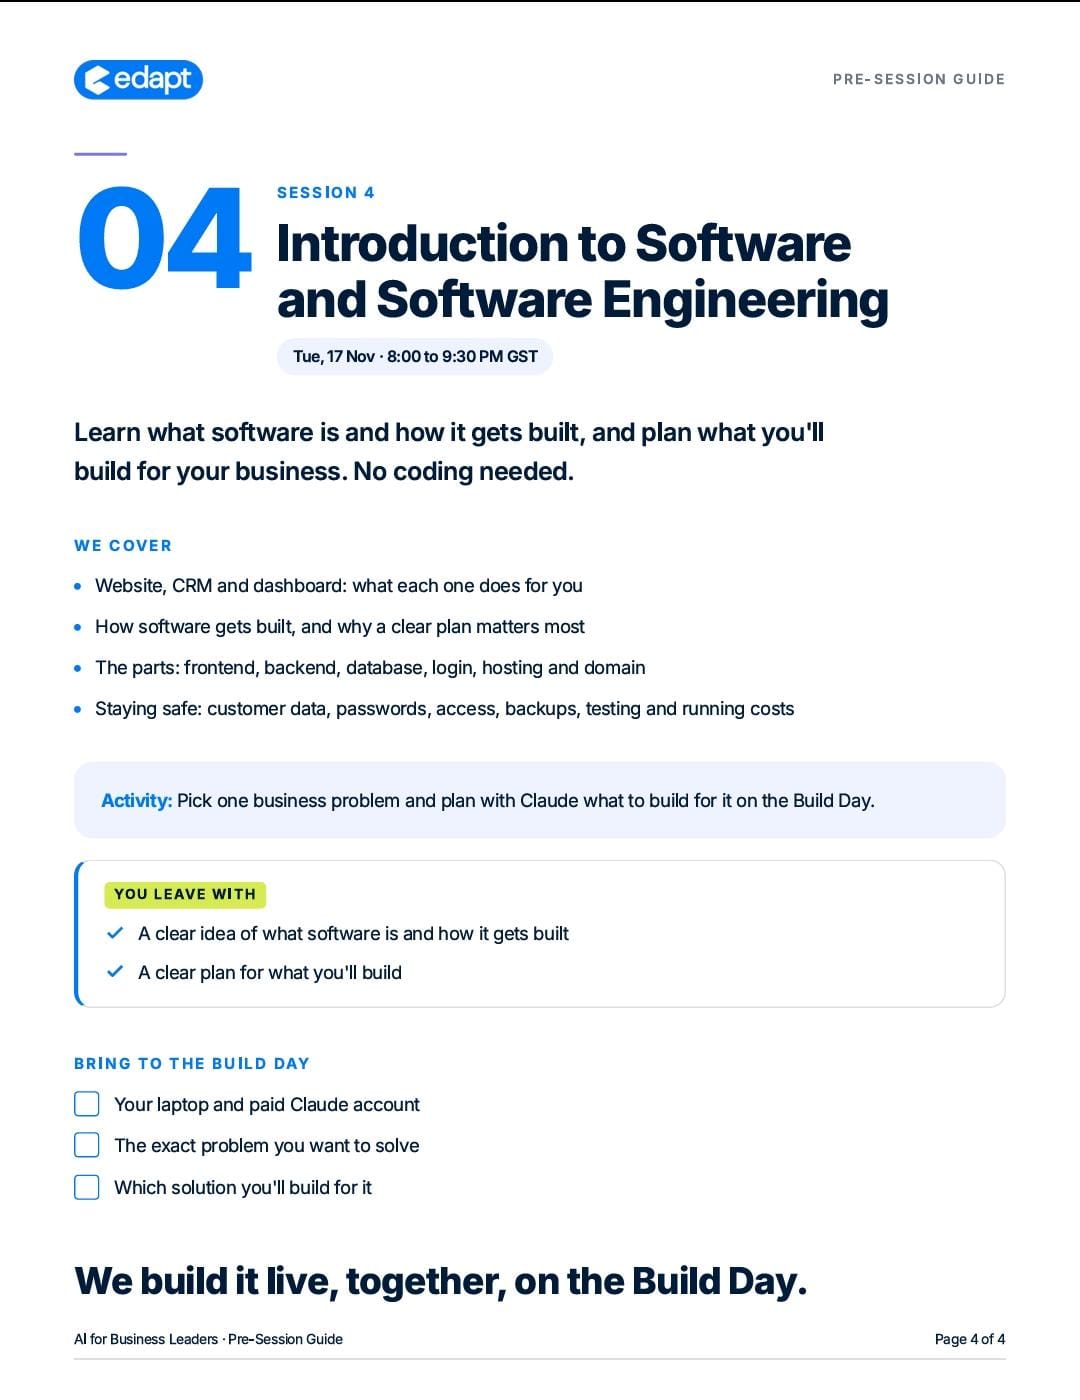 edapt
PRE-SESSION GUIDE
04
SESSION 4
Introduction to Software
and Software Engineering
Tue, 17 Nov · 8:00 to 9:30 PM GST
Learn what software is and how it gets built, and plan what you'll
build for your business. No coding needed.
WE COVER
• Website, CRM and dashboard: what each one does for you
• How software gets built, and why a clear plan matters most
• The parts: frontend, backend, database, login, hosting and domain
• Staying safe: customer data, passwords, access, backups, testing and running costs
Activity: Pick one business problem and plan with Claude what to build for it on the Build Day.
YOU LEAVE WITH
✓ A clear idea of what software is and how it gets built
✓ A clear plan for what you'll build
BRING TO THE BUILD DAY
Your laptop and paid Claude account
The exact problem you want to solve
Which solution you'll build for it
We build it live, together, on the Build Day.
AI for Business Leaders · Pre-Session Guide
Page 4 of 4